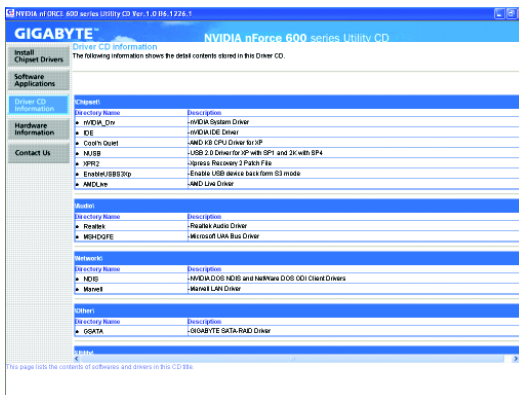 NVIDIA nFORCE 600 series Utility CD Ver.1.0 B6.1226.1
GIGABYTE™
NVIDIA nForce 600 series Utility CD
Install
Chipset Drivers
Software
Applications
Driver CD
Information
Hardware
Information
Contact Us
Driver CD information
The following information shows the detail contents stored in this Driver CD.
\Chipset\
Directory Name Description
• nVIDIA_Drv -nVIDIA System Driver
• IDE -nVIDIA IDE Driver
• Cool'n Quiet -AMD K8 CPU Driver for XP
• NUSB -USB 2.0 Driver for XP with SP1 and 2K with SP4
• XPR2 -Xpress Recovery 2 Patch File
• EnableUSBS3Xp -Enable USB device back form S3 mode
• AMDLive -AMD Live Driver
\Audio\
Directory Name Description
• Realtek -Realtek Audio Driver
• MSHDQFE -Microsoft UAA Bus Driver
\Network\
Directory Name Description
• NDIS -NVIDIA DOS NDIS and NetWare DOS ODI Client Drivers
• Marvell -Marvell LAN Driver
\Other\
Directory Name Description
• GSATA -GIGABYTE SATA-RAID Driver
\Utility\
This page lists the contents of softwares and drivers in this CD title.